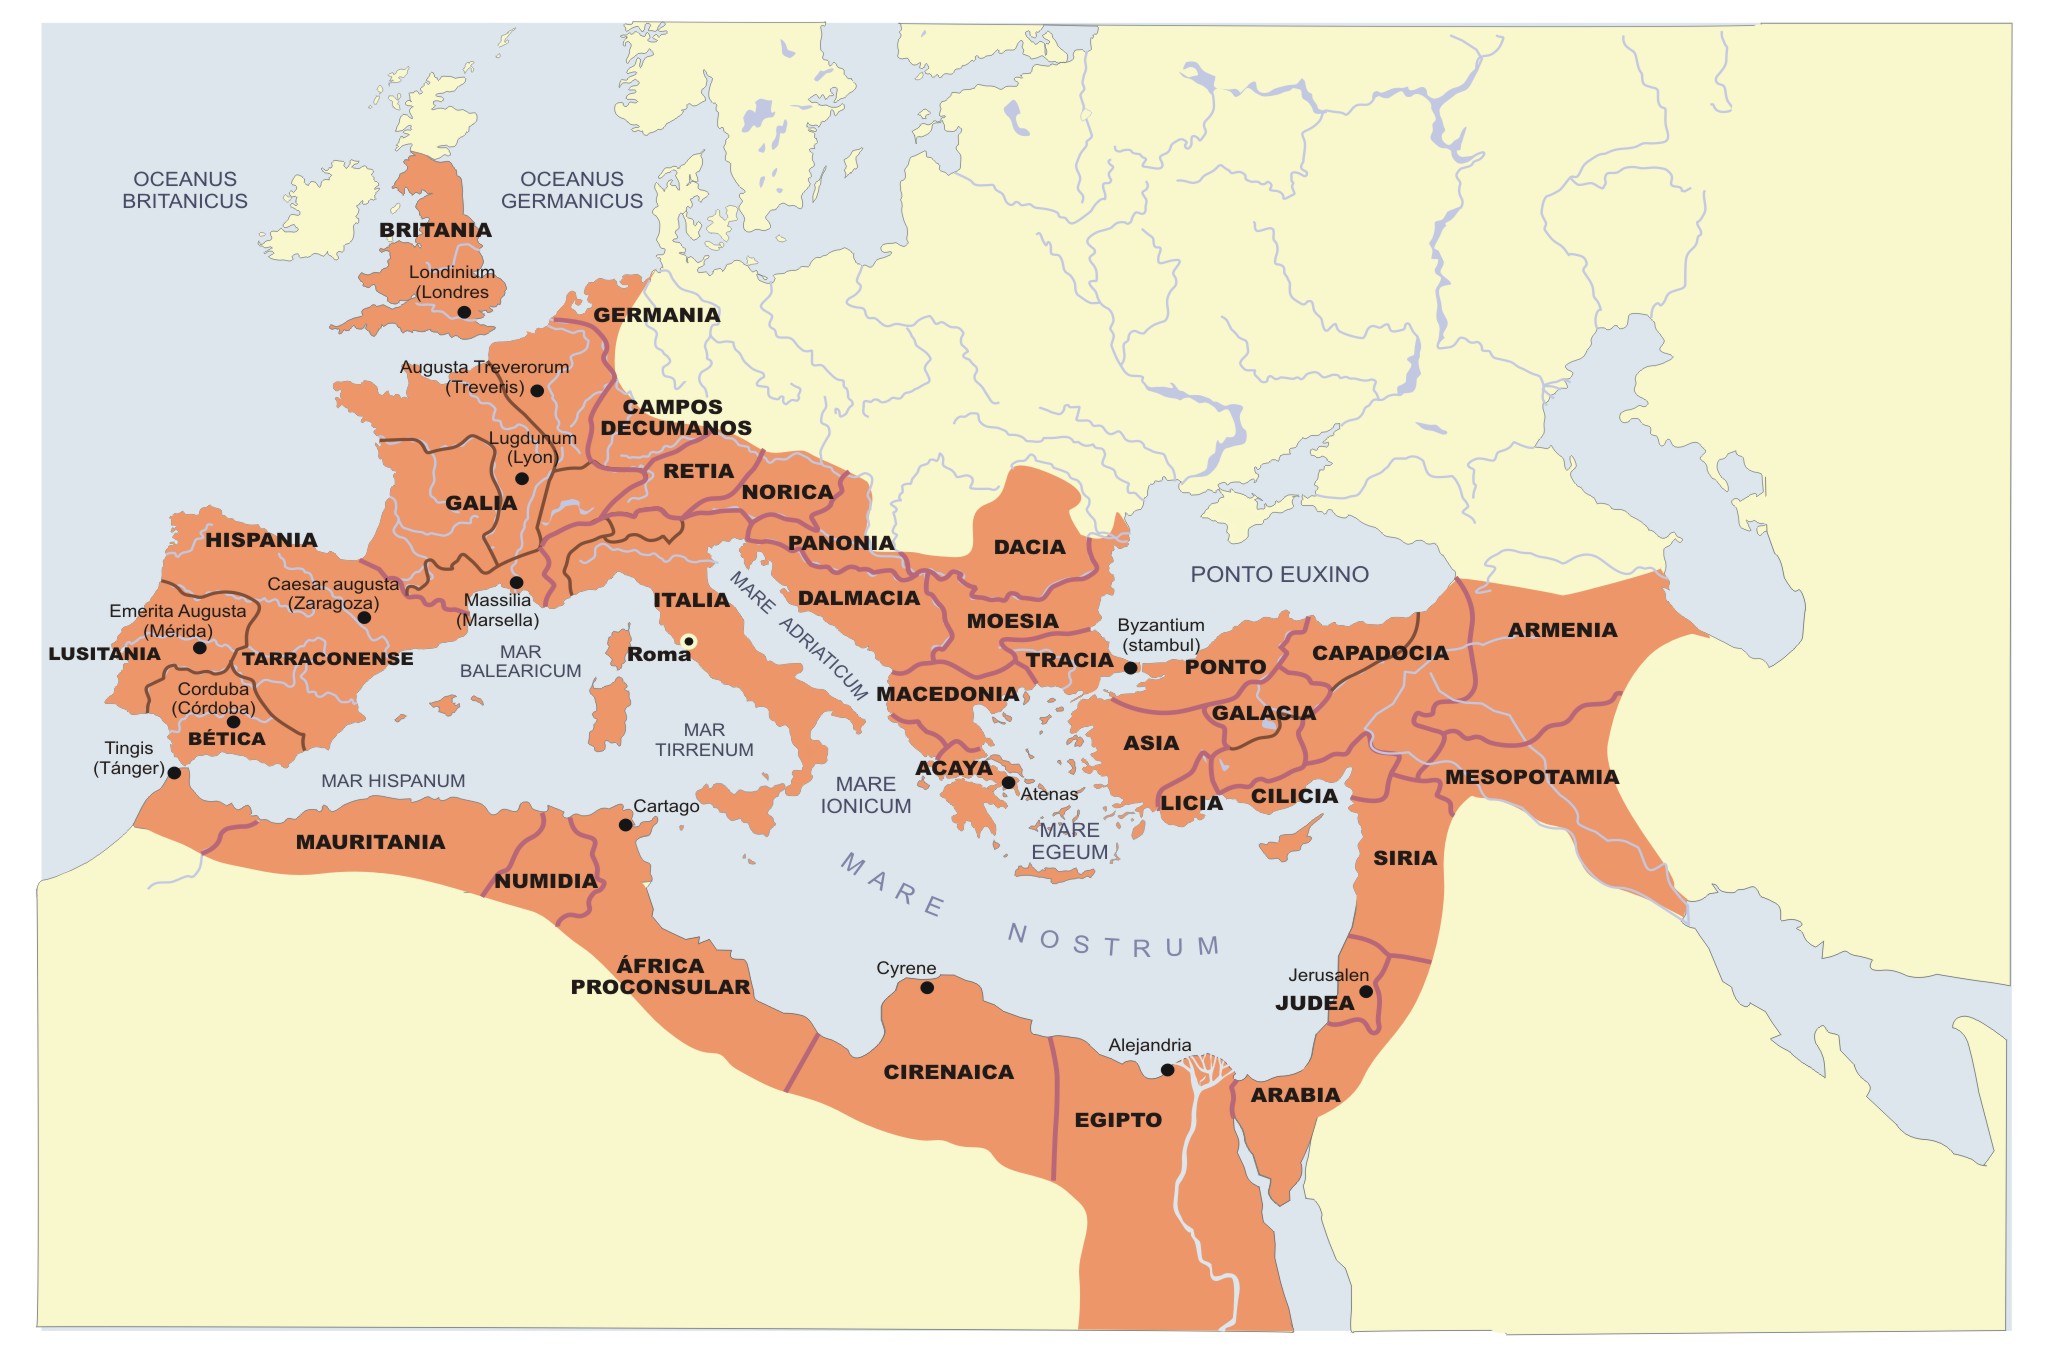 OCEANUS
BRITANICUS
OCEANUS
GERMANICUS
BRITANIA
Londinium
(Londres
GERMANIA
Augusta Treverorum
(Treveris)
CAMPOS
DECUMANOS
Lugdunum
(Lyon)
RETIA
NORICA
GALIA
HISPANIA
PANONIA
DACIA
PONTO EUXINO
Caesar augusta
(Zaragoza)
Massilia
(Marsella)
ITALIA
MARE ADRIATICUM
DALMACIA
MOESIA
Byzantium
(stambul)
ARMENIA
Emerita Augusta
(Mérida)
LUSITANIA
TARRACONENSE
MAR
BALEARICUM
Roma
TRACIA
PONTO
CAPADOCIA
Corduba
(Córdoba)
MACEDONIA
GALACIA
BÉTICA
MAR
TIRRENUM
ASIA
Tingis
(Tánger)
MAR HISPANUM
ACAYA
Atenas
MARE
IONICUM
LICIA
CILICIA
MESOPOTAMIA
Cartago
MARE
EGEUM
MAURITANIA
SIRIA
NUMIDIA
MARE NOSTRUM
ÁFRICA
PROCONSULAR
Cyrene
Jerusalen
JUDEA
Alejandria
CIRENAICA
ARABIA
EGIPTO